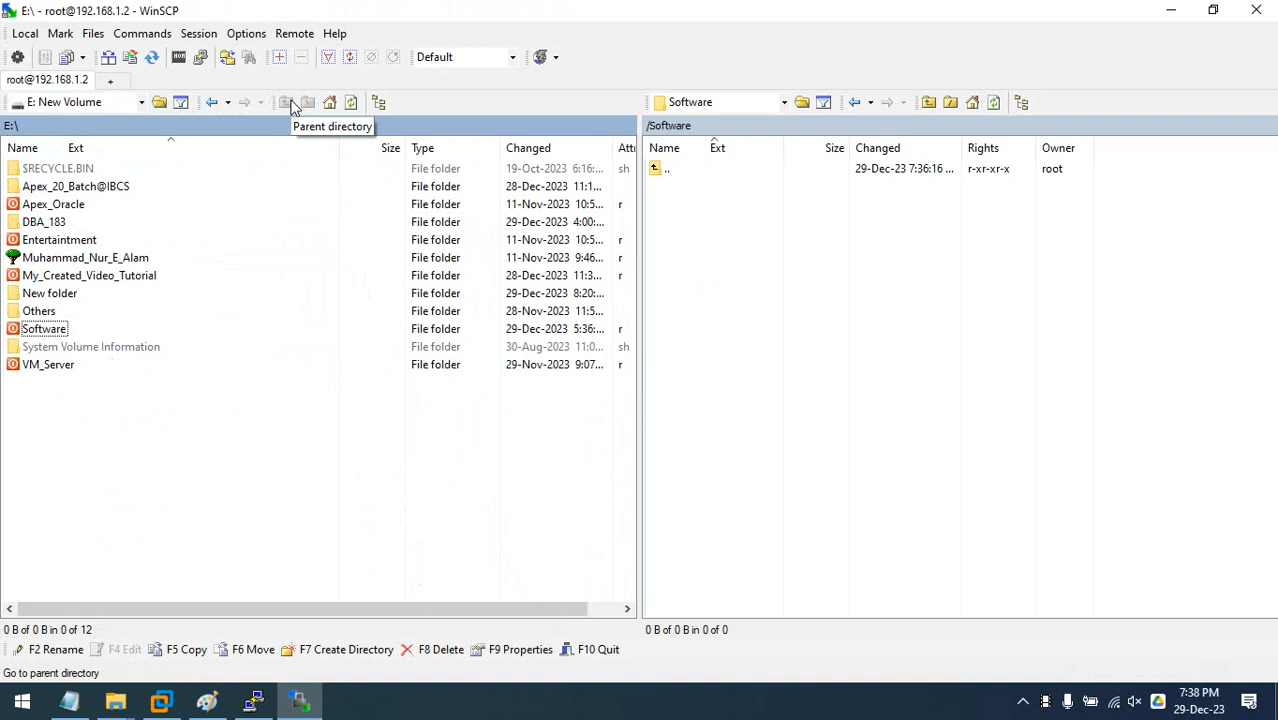 E:\ - root@192.168.1.2 - WinSCP
Local Mark Files Commands Session Options Remote Help
Default
root@192.168.1.2 +
E: New Volume
Software
Parent directory
E:\
/Software
Name Ext Size Type Changed Attr
Name Ext Size Changed Rights Owner
$RECYCLE.BIN File folder 19-Oct-2023 6:16:... sh
.. 29-Dec-23 7:36:16 ... r-xr-xr-x root
Apex_20_Batch@IBCS File folder 28-Dec-2023 11:1...
Apex_Oracle File folder 11-Nov-2023 10:5... r
DBA_183 File folder 29-Dec-2023 4:00:...
Entertaintment File folder 11-Nov-2023 10:5... r
Muhammad_Nur_E_Alam File folder 11-Nov-2023 9:46... r
My_Created_Video_Tutorial File folder 28-Dec-2023 11:3... r
New folder File folder 29-Dec-2023 8:20:...
Others File folder 28-Nov-2023 11:5...
Software File folder 29-Dec-2023 5:36:... r
System Volume Information File folder 30-Aug-2023 11:0... sh
VM_Server File folder 29-Nov-2023 9:07... r
0 B of 0 B in 0 of 12
0 B of 0 B in 0 of 0
F2 Rename F4 Edit F5 Copy F6 Move F7 Create Directory F8 Delete F9 Properties F10 Quit
Go to parent directory
7:38 PM
29-Dec-23